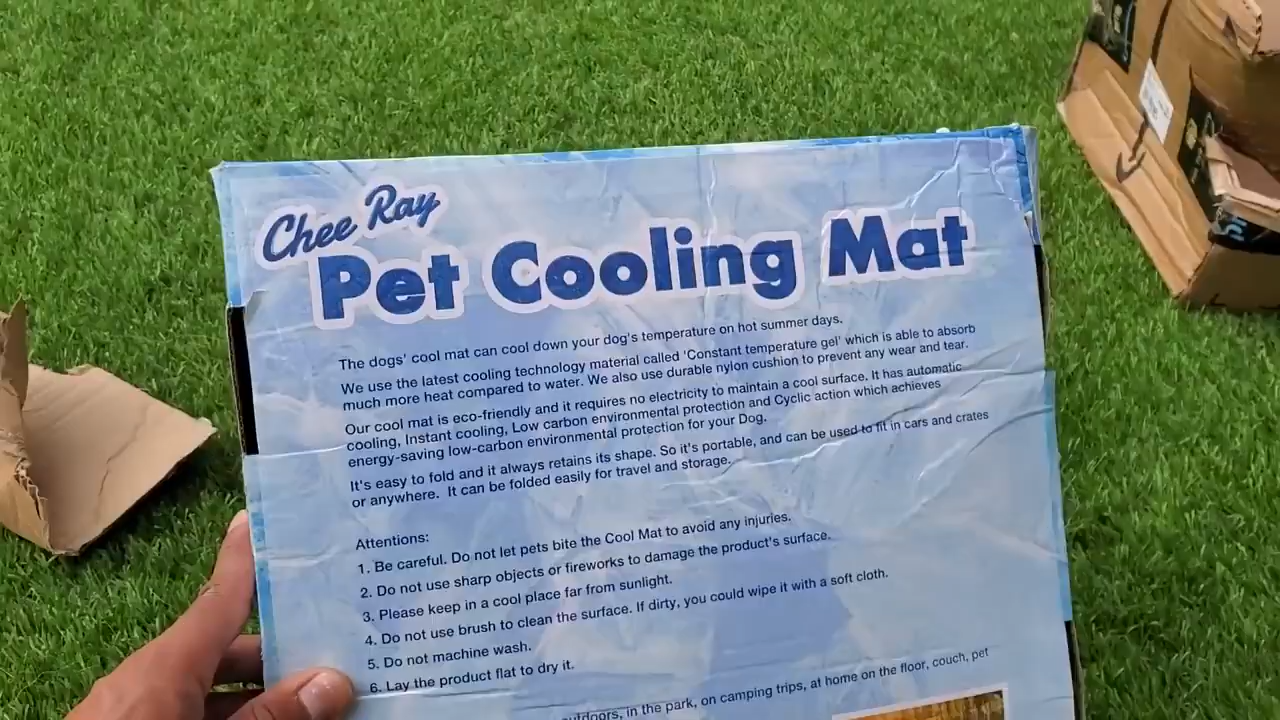 Chee Ray
Pet Cooling Mat
The dogs' cool mat can cool down your dog's temperature on hot summer days.
We use the latest cooling technology material called 'Constant temperature gel' which is able to absorb
much more heat compared to water. We also use durable nylon cushion to prevent any wear and tear.
Our cool mat is eco-friendly and it requires no electricity to maintain a cool surface. It has automatic
cooling, Instant cooling, Low carbon environmental protection and Cyclic action which achieves
energy-saving low-carbon environmental protection for your Dog.
It's easy to fold and it always retains its shape. So it's portable, and can be used to fit in cars and crates
or anywhere. It can be folded easily for travel and storage.
Attentions:
1. Be careful. Do not let pets bite the Cool Mat to avoid any injuries.
2. Do not use sharp objects or fireworks to damage the product's surface.
3. Please keep in a cool place far from sunlight.
4. Do not use brush to clean the surface. If dirty, you could wipe it with a soft cloth.
5. Do not machine wash.
6. Lay the product flat to dry it.
outdoors, in the park, on camping trips, at home on the floor, couch, pet